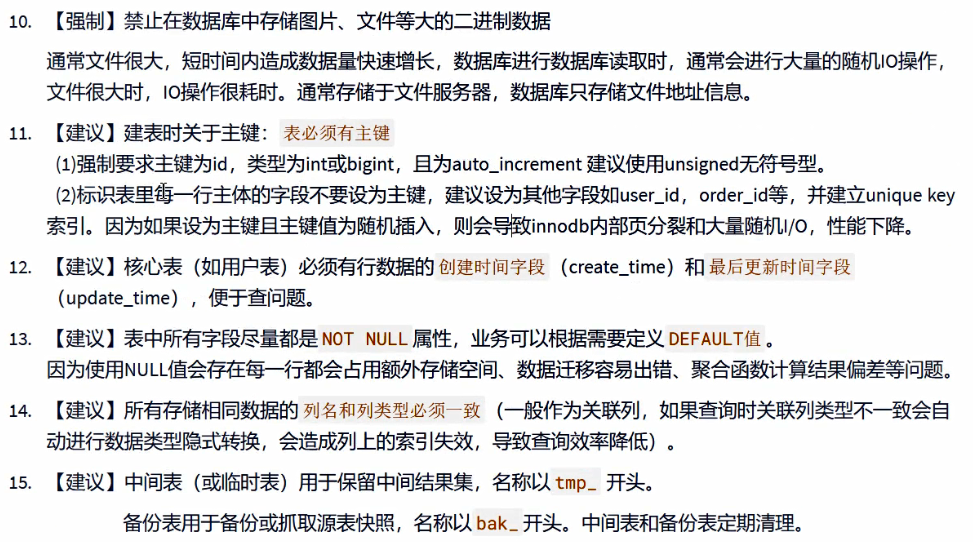 10. 【强制】禁止在数据库中存储图片、文件等大的二进制数据
通常文件很大，短时间内造成数据量快速增长，数据库进行数据库读取时，通常会进行大量的随机IO操作，
文件很大时，IO操作很耗时。通常存储于文件服务器，数据库只存储文件地址信息。
11. 【建议】建表时关于主键： 表必须有主键
(1)强制要求主键为id，类型为int或bigint，且为auto_increment 建议使用unsigned无符号型。
(2)标识表里每一行主体的字段不要设为主键，建议设为其他字段如user_id，order_id等，并建立unique key
索引。因为如果设为主键且主键值为随机插入，则会导致innodb内部页分裂和大量随机I/O，性能下降。
12. 【建议】核心表（如用户表）必须有行数据的 创建时间字段 （create_time）和 最后更新时间字段
（update_time），便于查问题。
13. 【建议】表中所有字段尽量都是 NOT NULL 属性，业务可以根据需要定义 DEFAULT值 。
因为使用NULL值会存在每一行都会占用额外存储空间、数据迁移容易出错、聚合函数计算结果偏差等问题。
14. 【建议】所有存储相同数据的 列名和列类型必须一致 （一般作为关联列，如果查询时关联列类型不一致会自
动进行数据类型隐式转换，会造成列上的索引失效，导致查询效率降低）。
15. 【建议】中间表（或临时表）用于保留中间结果集，名称以 tmp_ 开头。
备份表用于备份或抓取源表快照，名称以 bak_ 开头。中间表和备份表定期清理。